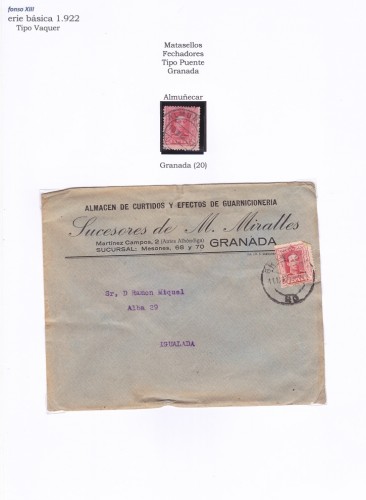 fonso XIII
erie básica 1.922
Tipo Vaquer
Matasellos
Fechadores
Tipo Puente
Granada
Almuñecar
Granada (20)
ALMACEN DE CURTIDOS Y EFECTOS DE GUARNICIONERIA
Sucesores de M. Miralles
Martínez Campos, 2
GRANADA
SUCURSAL: Mesones, 68 y 70
20
Sr, D Ramon Miquel
Alba 29
IGUALADA